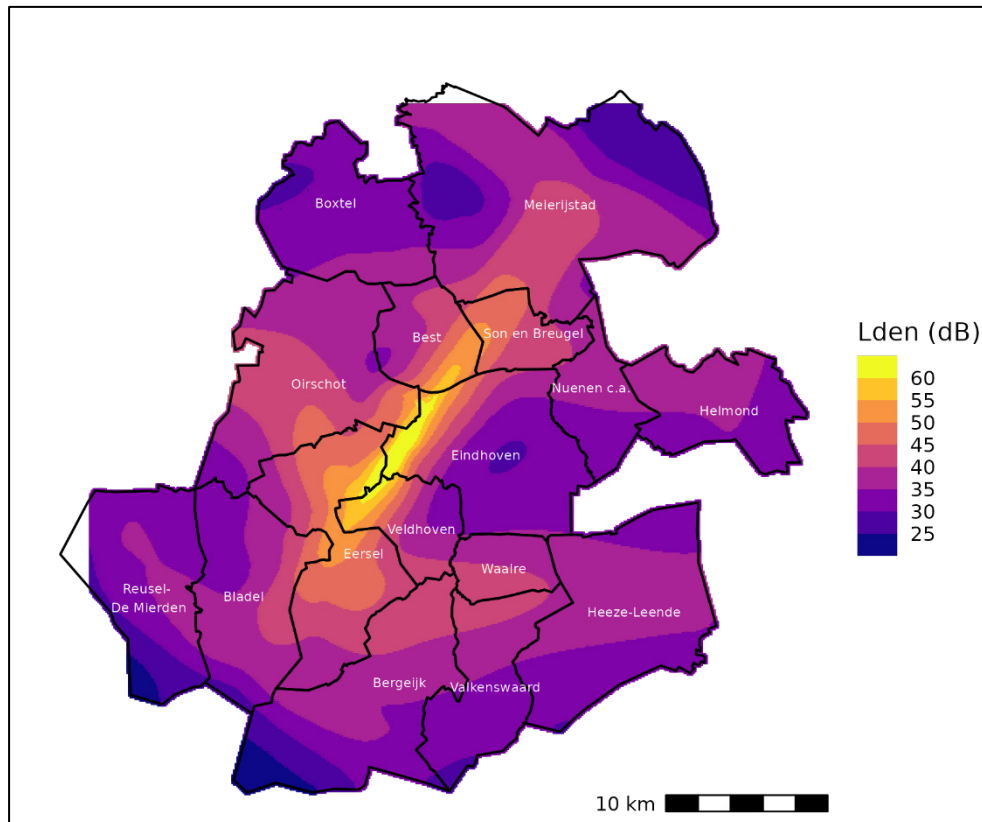 Boxtel
Meierijstad
Best
Son en Breugel
Lden (dB)
60
55
50
45
40
35
30
25
Oirschot
Nuenen c.a.
Helmond
Eindhoven
Veldhoven
Eersel
Waalre
Reusel-
De Mierden
Bladel
Heeze-Leende
Bergeijk
Valkenswaard
10 km